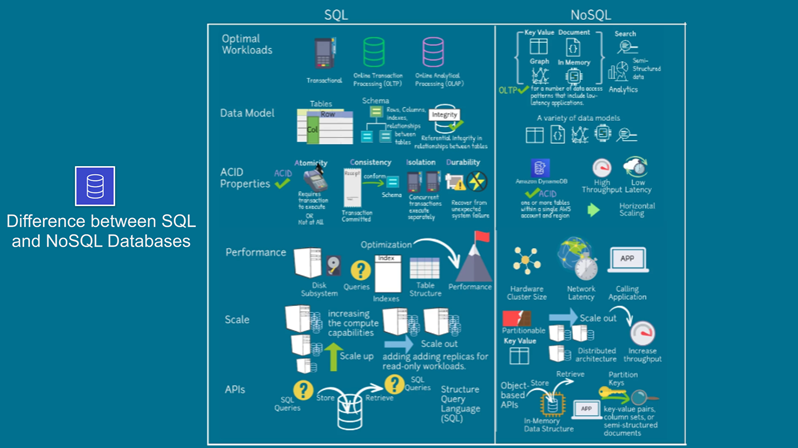 SQL
NoSQL
Difference between SQL
and NoSQL Databases
Optimal
Workloads
Transactional
Online Transaction
Processing (OLTP)
Online Analytical
Processing (OLAP)
Key Value
Document
Graph
In Memory
Search
Semi-
Structured
data
Analytics
OLTP
for a number of data access
patterns that include low-
latency applications.
Data Model
Tables
Row
Col
Schema
Rows, Columns,
indexes,
relationships
between
tables
Integrity
Referential Integrity in
relationships between tables
A variety of data models
ACID
Properties
ACID
Atomicity
Requires
transaction
to execute
OR
Not at All
Consistency
Accept
conform
Schema
Transaction
Committed
Isolation
Concurrent
transactions
execute
separately
Durability
Recover from
unexpected
system failure
Amazon DynamoDB
ACID
one or more tables
within a single AWS
account and region
High
Throughput
Low
Latency
Horizontal
Scaling
Performance
Disk
Subsystem
Optimization
Queries
Index
Indexes
Table
Structure
Performance
Hardware
Cluster Size
Network
Latency
APP
Calling
Application
Scale
increasing
the compute
capabilities
Scale up
Scale out
adding adding replicas for
read-only workloads.
Partitionable
Key Value
Scale out
Distributed
architecture
Increase
throughput
APIs
SQL
Queries
Store
Retrieve
SQL
Queries
Structure
Query
Language
(SQL)
Object-
based
APIs
Store
Retrieve
In-Memory
Data Structure
APP
Partition
Keys
key-value pairs,
column sets, or
semi-structured
documents